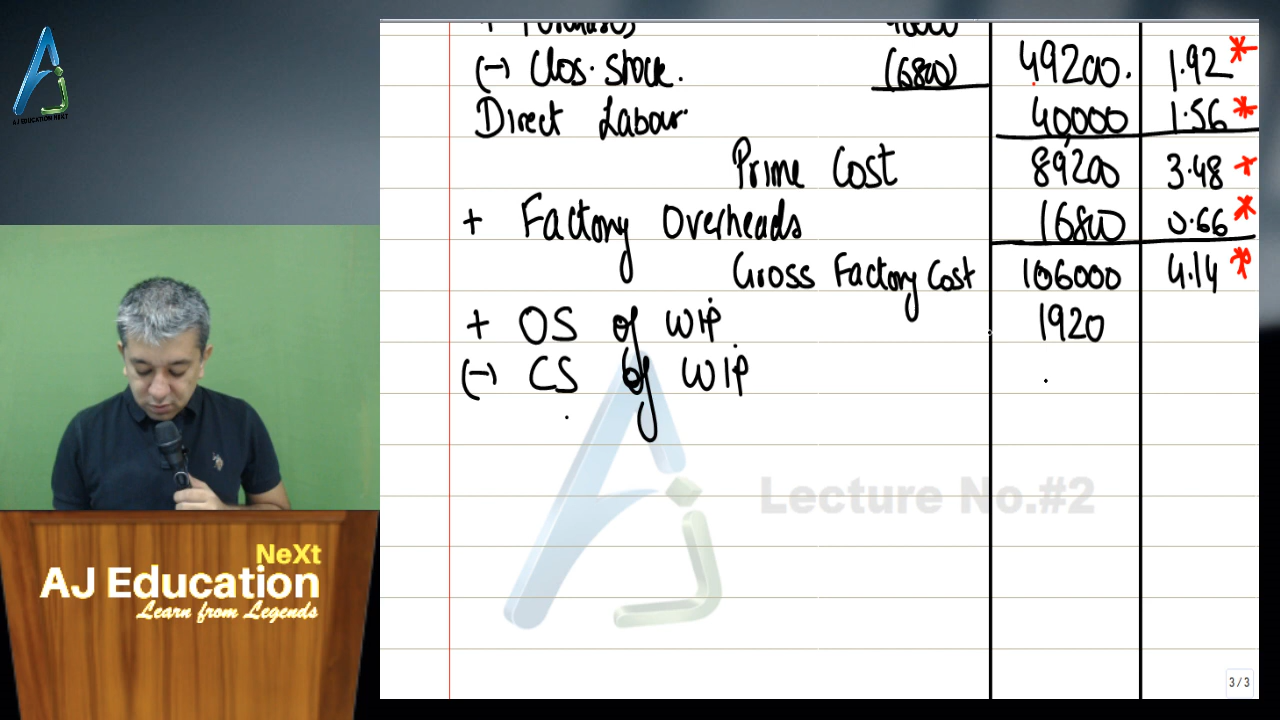 AJ EDUCATION NEXT
+ Purchases
(-) Clos. stock. (6800) 49200. 1.92 *
Direct Labour 40000 1.56 *
Prime Cost 89200 3.48 *
+ Factory Overheads 16800 0.66 *
Gross Factory Cost 106000 4.14 *
+ OS of WIP 1920
(-) CS of WIP
Lecture No.#2
NeXt
AJ Education
Learn from Legends
3/3